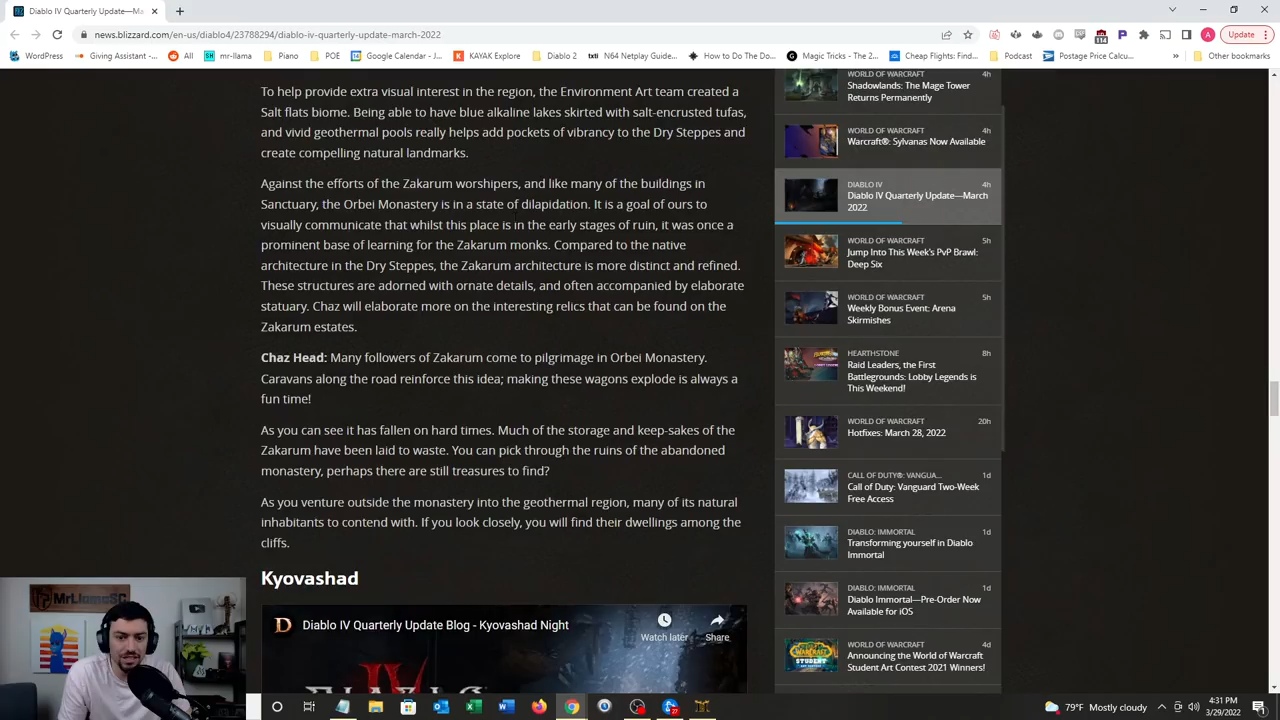 Diablo IV Quarterly Update—Ma
news.blizzard.com/en-us/diablo4/23788294/diablo-iv-quarterly-update-march-2022
Update
WordPress
Giving Assistant -...
All
mr-llama
Piano
POE
Google Calendar - J...
KAYAK Explore
Diablo 2
N64 Netplay Guide...
How to Do The Do...
Magic Tricks - The 2...
Cheap Flights: Find...
Podcast
Postage Price Calcu...
Other bookmarks
To help provide extra visual interest in the region, the Environment Art team created a
Salt flats biome. Being able to have blue alkaline lakes skirted with salt-encrusted tufas,
and vivid geothermal pools really helps add pockets of vibrancy to the Dry Steppes and
create compelling natural landmarks.
Against the efforts of the Zakarum worshipers, and like many of the buildings in
Sanctuary, the Orbei Monastery is in a state of dilapidation. It is a goal of ours to
visually communicate that whilst this place is in the early stages of ruin, it was once a
prominent base of learning for the Zakarum monks. Compared to the native
architecture in the Dry Steppes, the Zakarum architecture is more distinct and refined.
These structures are adorned with ornate details, and often accompanied by elaborate
statuary. Chaz will elaborate more on the interesting relics that can be found on the
Zakarum estates.
Chaz Head: Many followers of Zakarum come to pilgrimage in Orbei Monastery.
Caravans along the road reinforce this idea; making these wagons explode is always a
fun time!
As you can see it has fallen on hard times. Much of the storage and keep-sakes of the
Zakarum have been laid to waste. You can pick through the ruins of the abandoned
monastery, perhaps there are still treasures to find?
As you venture outside the monastery into the geothermal region, many of its natural
inhabitants to contend with. If you look closely, you will find their dwellings among the
cliffs.
Kyovashad
Diablo IV Quarterly Update Blog - Kyovashad Night
Watch later
Share
WORLD OF WARCRAFT 4h
Shadowlands: The Mage Tower
Returns Permanently
WORLD OF WARCRAFT 4h
Warcraft®: Sylvanas Now Available
DIABLO IV 4h
Diablo IV Quarterly Update—March
2022
WORLD OF WARCRAFT 5h
Jump Into This Week's PvP Brawl:
Deep Six
WORLD OF WARCRAFT 5h
Weekly Bonus Event: Arena
Skirmishes
HEARTHSTONE 8h
Raid Leaders, the First
Battlegrounds: Lobby Legends is
This Weekend!
WORLD OF WARCRAFT 20h
Hotfixes: March 28, 2022
CALL OF DUTY®: VANGUA... 1d
Call of Duty: Vanguard Two-Week
Free Access
DIABLO: IMMORTAL 1d
Transforming yourself in Diablo
Immortal
DIABLO: IMMORTAL 1d
Diablo Immortal—Pre-Order Now
Available for iOS
WORLD OF WARCRAFT 4d
Announcing the World of Warcraft
Student Art Contest 2021 Winners!
MrLlamaSC
79°F Mostly cloudy
4:31 PM
3/29/2022